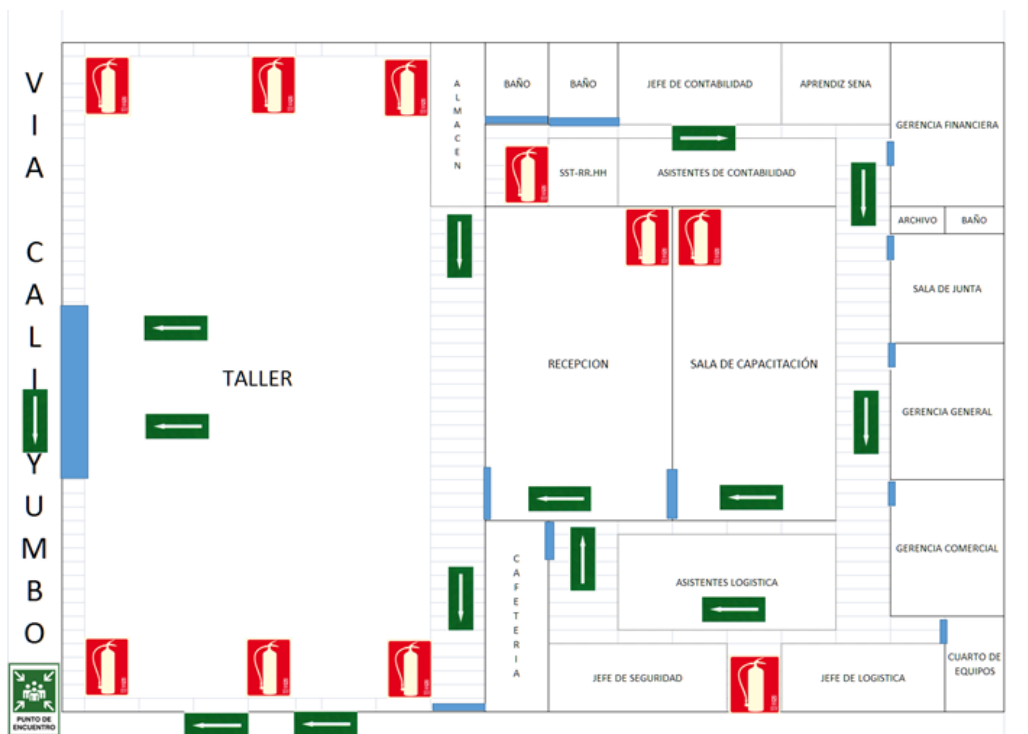 VIA CALI YUMBO
ALMACEN
BAÑO
BAÑO
JEFE DE CONTABILIDAD
APRENDIZ SENA
GERENCIA FINANCIERA
SST-RR.HH
ASISTENTES DE CONTABILIDAD
ARCHIVO
BAÑO
SALA DE JUNTA
TALLER
RECEPCION
SALA DE CAPACITACIÓN
GERENCIA GENERAL
CAFETERIA
ASISTENTES LOGISTICA
GERENCIA COMERCIAL
JEFE DE SEGURIDAD
JEFE DE LOGISTICA
CUARTO DE
EQUIPOS
PUNTO DE
ENCUENTRO